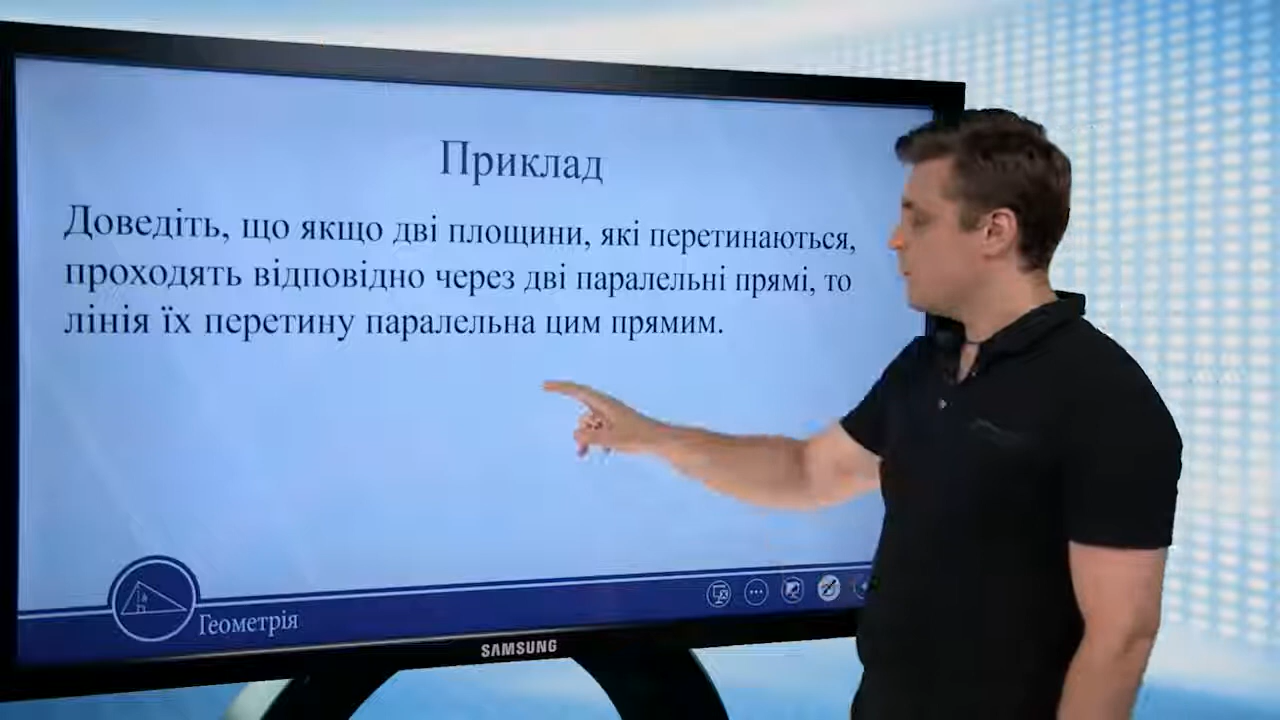 Приклад
Доведіть, що якщо дві площини, які перетинаються,
проходять відповідно через дві паралельні прямі, то
лінія їх перетину паралельна цим прямим.
Геометрія
SAMSUNG